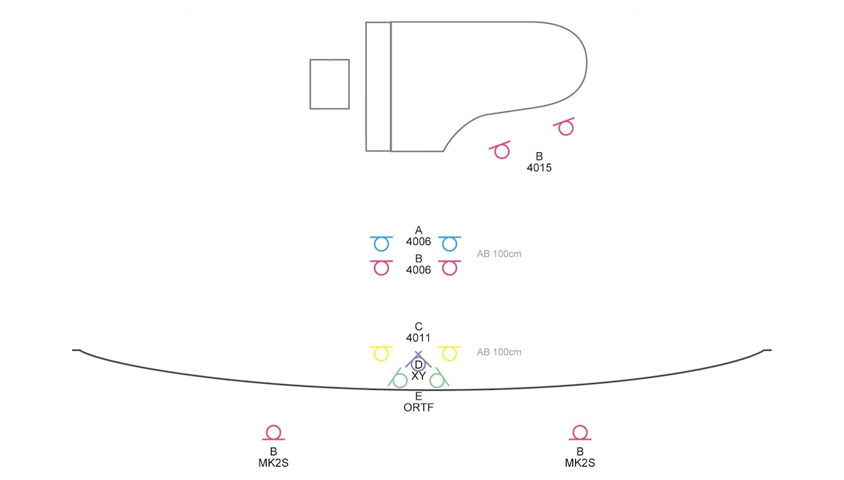 B
4015
A
4006
B
4006
AB 100cm
C
4011
AB 100cm
D
XY
E
ORTF
B
MK2S
B
MK2S